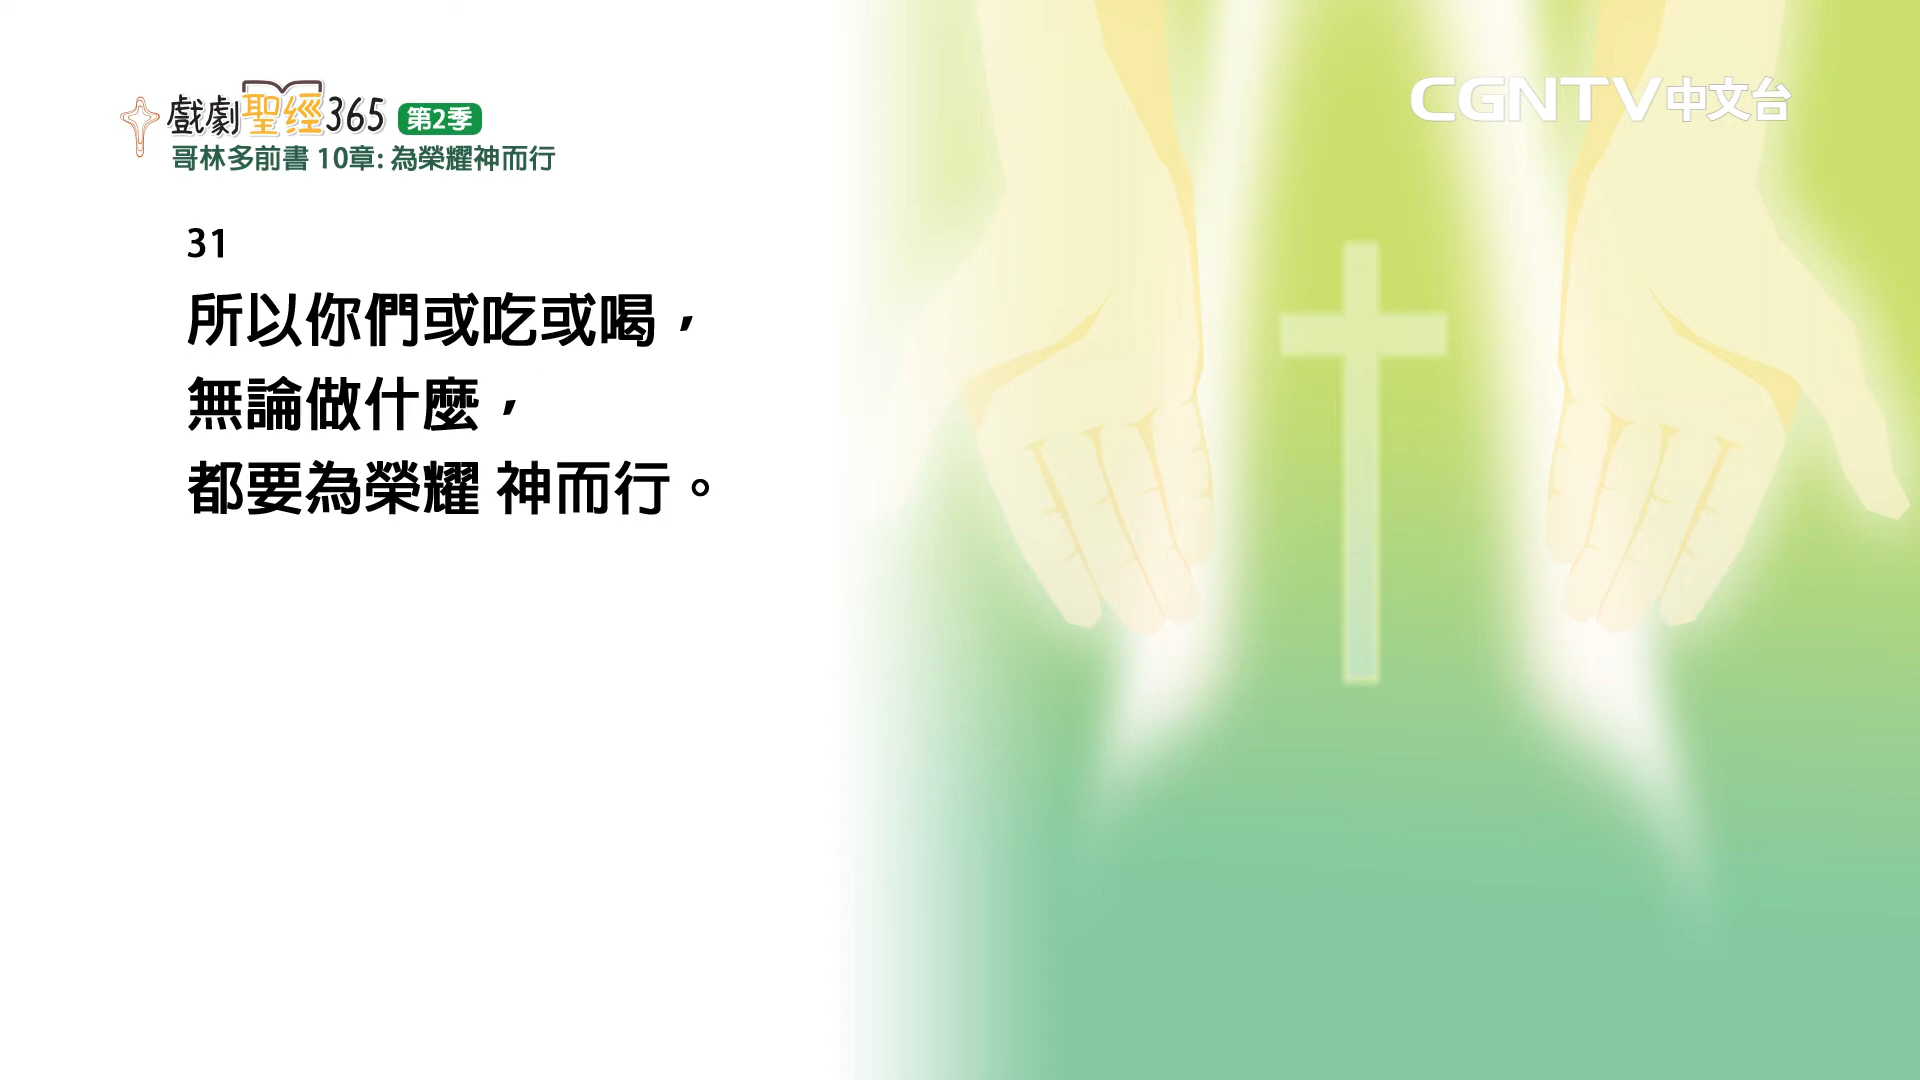 戲劇聖經365 第2季
哥林多前書 10章: 為榮耀神而行
CGNTV中文台
31
所以你們或吃或喝，
無論做什麼，
都要為榮耀 神而行。